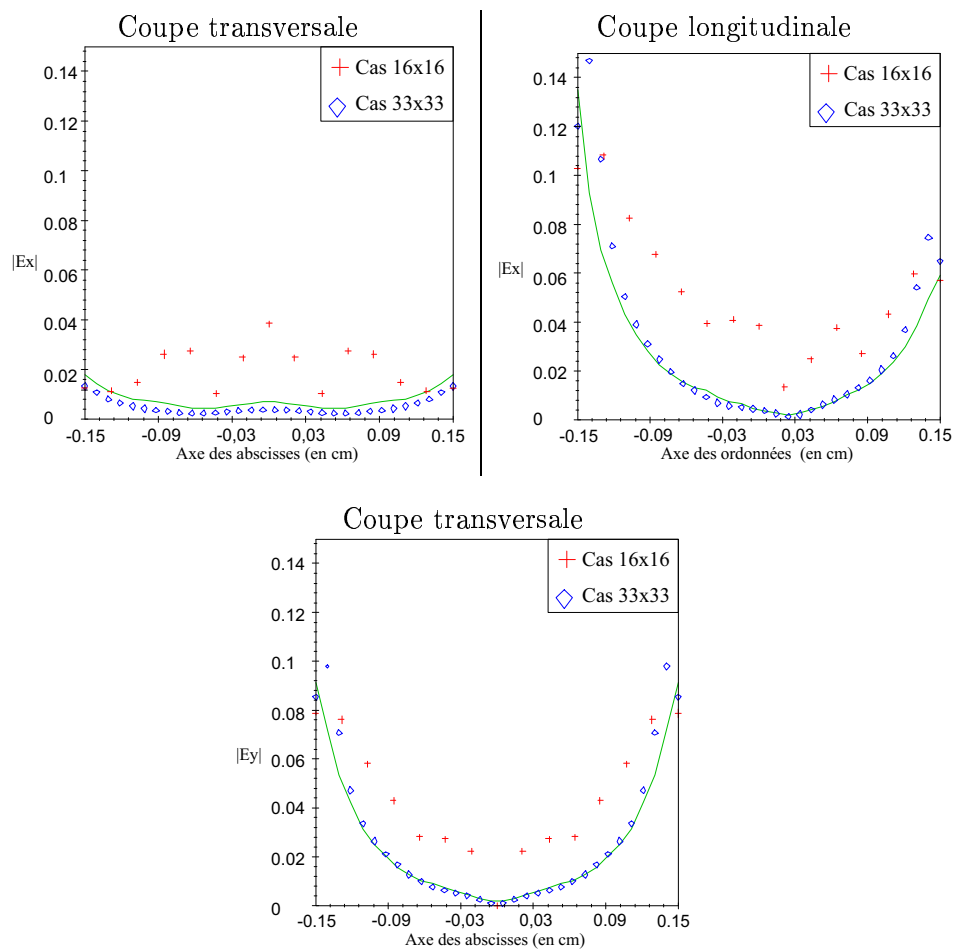 Coupe transversale
Cas 16x16
Cas 33x33
0.14
0.12
0.1
0.08
0.06
0.04
0.02
0
|Ex|
-0.15 -0.09 -0.03 0,03 0.09 0.15
Axe des abscisses (en cm)
Coupe longitudinale
Cas 16x16
Cas 33x33
0.14
0.12
0.1
0.08
0.06
0.04
0.02
0
|Ex|
-0.15 -0.09 -0.03 0,03 0.09 0.15
Axe des ordonnées (en cm)
Coupe transversale
Cas 16x16
Cas 33x33
0.14
0.12
0.1
0.08
0.06
0.04
0.02
0
|Ey|
-0.15 -0.09 -0,03 0,03 0.09 0.15
Axe des abscisses (en cm)